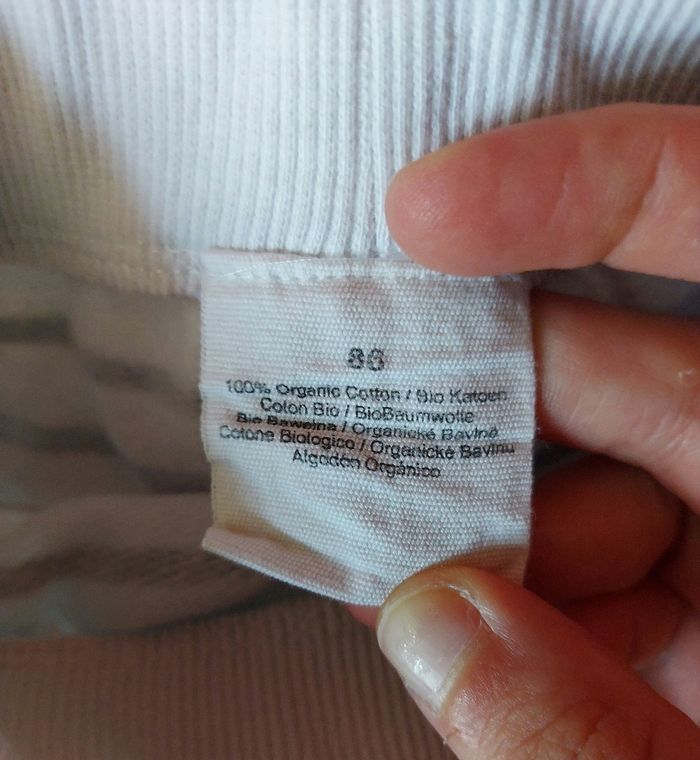 86
100% Organic Cotton / Bio Katoen
Coton Bio / BioBaumwolle
Bio Bawełna / Organické Bavlně
Cotone Biologico / Organické Bavlnu
Algodón Orgánico